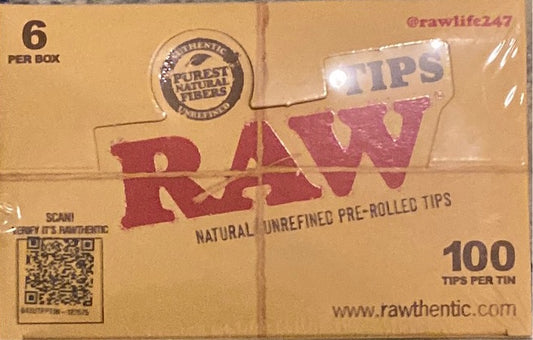 @rawlife247
6
PER BOX
AUTHENTIC
PUREST
NATURAL
FIBERS
UNREFINED
TIPS
RAW
NATURAL UNREFINED PRE-ROLLED TIPS
SCAN!
VERIFY IT'S RAWTHENTIC
100
TIPS PER TIN
www.rawthentic.com